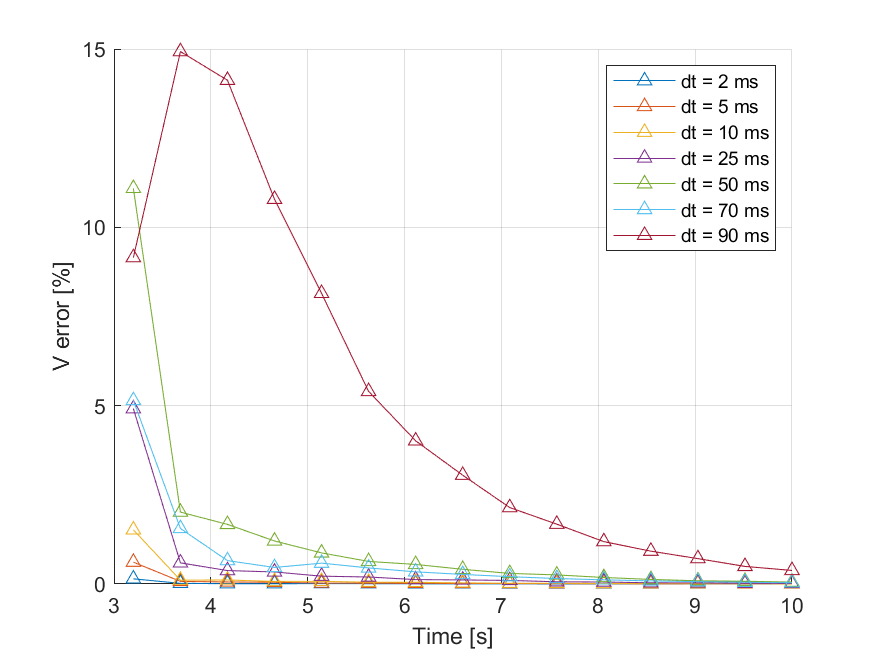 15
10
5
0
V error [%]
3 4 5 6 7 8 9 10
Time [s]
dt = 2 ms
dt = 5 ms
dt = 10 ms
dt = 25 ms
dt = 50 ms
dt = 70 ms
dt = 90 ms